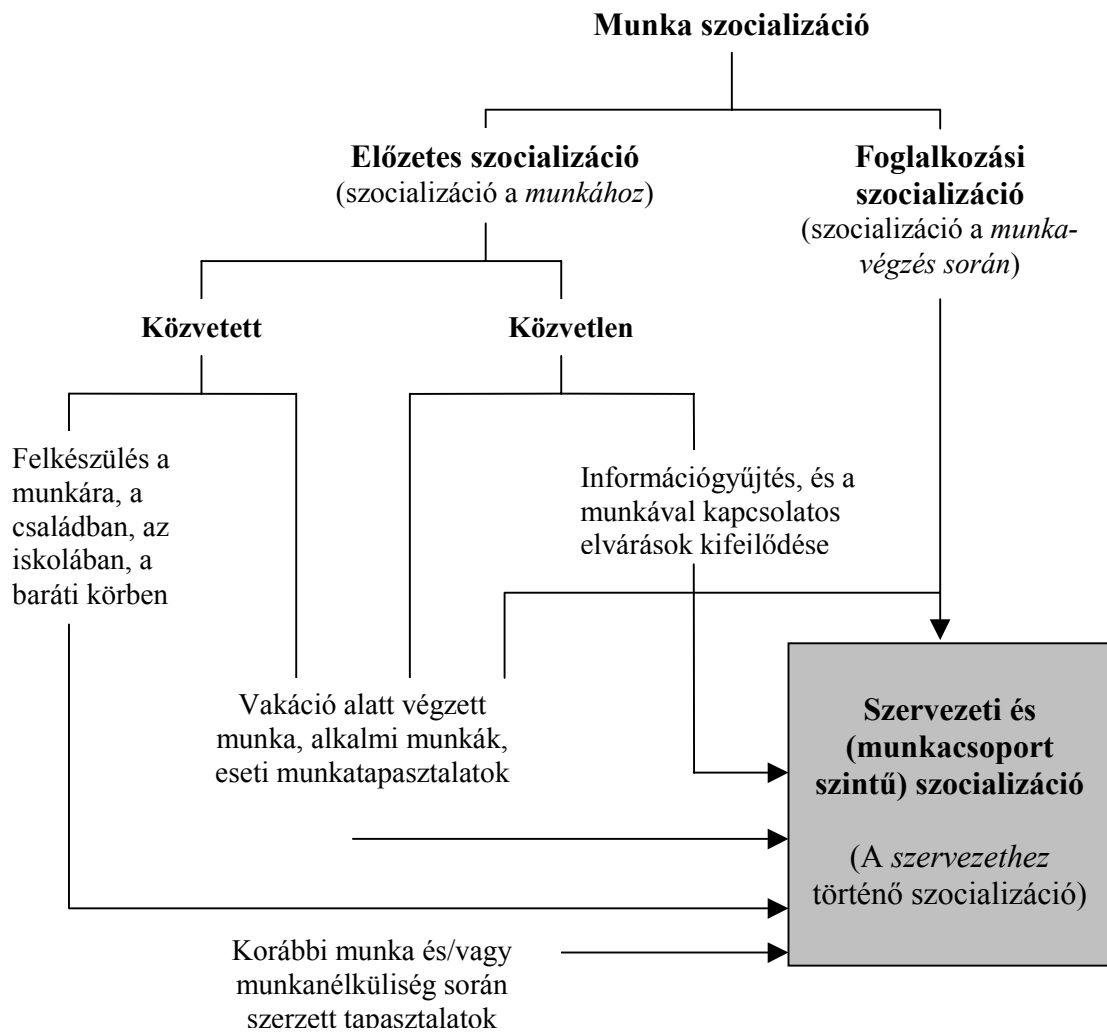 Munka szocializáció
Előzetes szocializáció
(szocializáció a munkához)
Foglalkozási
szocializáció
(szocializáció a munka-
végzés során)
Közvetett
Közvetlen
Felkészülés a
munkára, a
családban, az
iskolában, a
baráti körben
Információgyűjtés, és a
munkával kapcsolatos
elvárások kifejlődése
Vakáció alatt végzett
munka, alkalmi munkák,
eseti munkatapasztalatok
Szervezeti és
(munkacsoport
szintű) szocializáció
(A szervezethez
történő szocializáció)
Korábbi munka és/vagy
munkanélküliség során
szerzett tapasztalatok